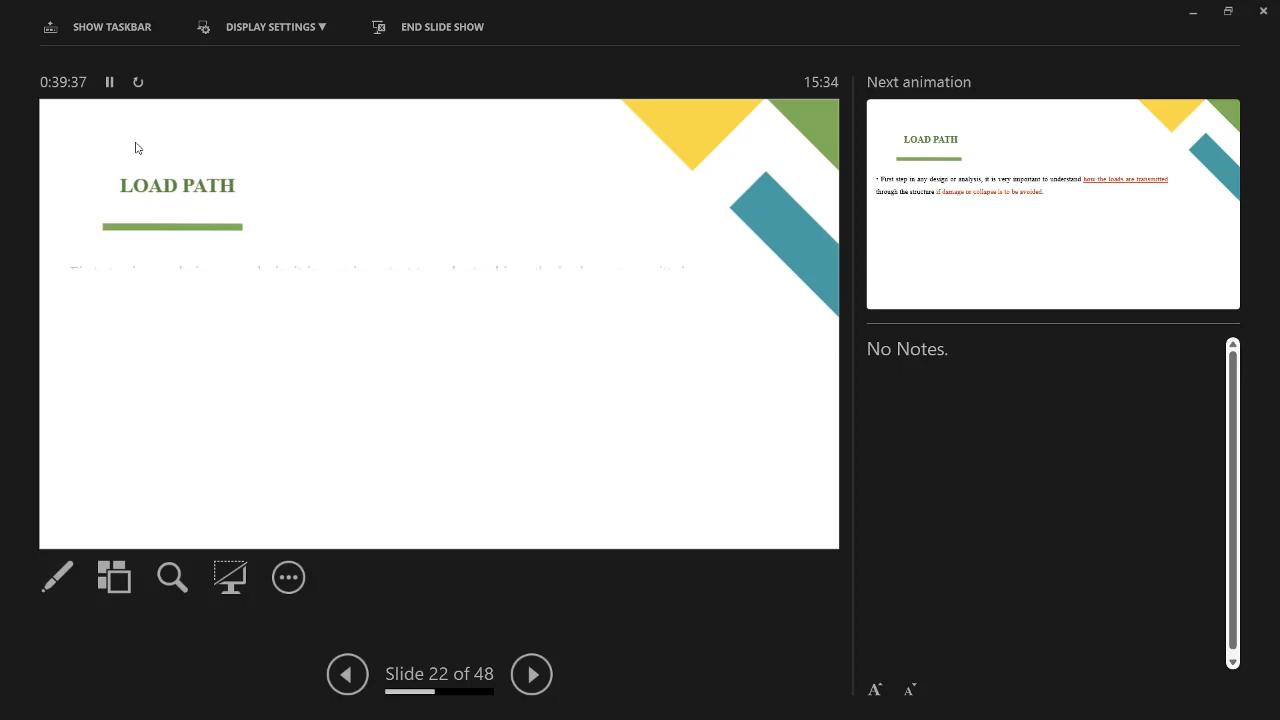 SHOW TASKBAR
DISPLAY SETTINGS ▼
END SLIDE SHOW
0:39:37
15:34
Next animation
LOAD PATH
LOAD PATH
• First step in any design or analysis, it is very important to understand how the loads are transmitted
through the structure if damage or collapse is to be avoided.
No Notes.
Slide 22 of 48
A
A